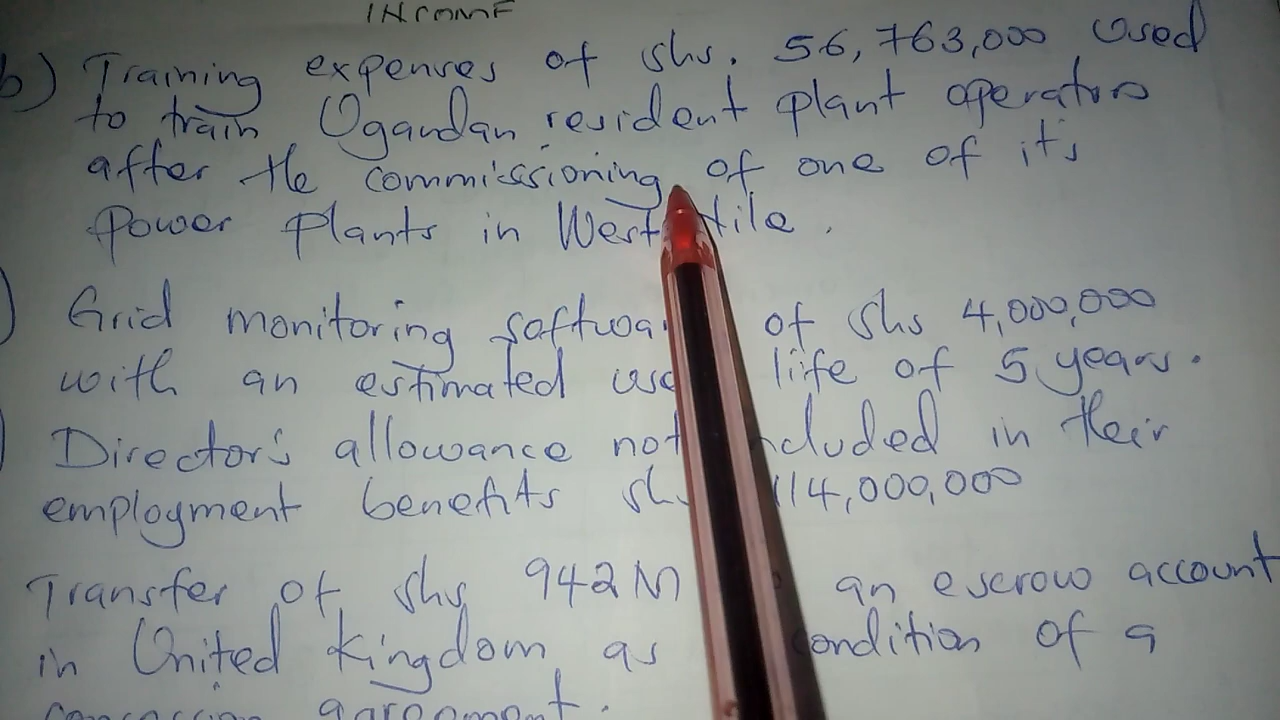 INCOME
b) Training expenses of shs. 56,763,000 used
to train Ugandan resident plant operators
after the commissioning of one of its
Power Plants in West Nile.
) Grid monitoring softwar of shs 4,000,000
with an estimated life of 5 years.
) Director's allowance not included in their
employment benefits 114,000,000
Transfer of shs 942M an escrow account
in United Kingdom as condition of a
concession agreement.